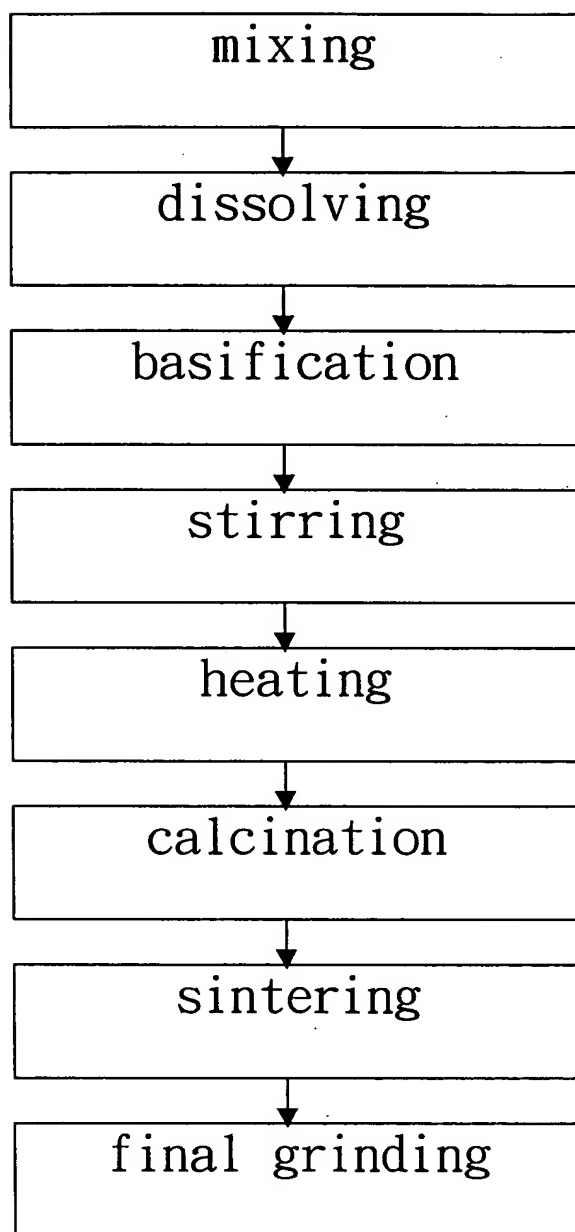 mixing
dissolving
basification
stirring
heating
calcination
sintering
final grinding